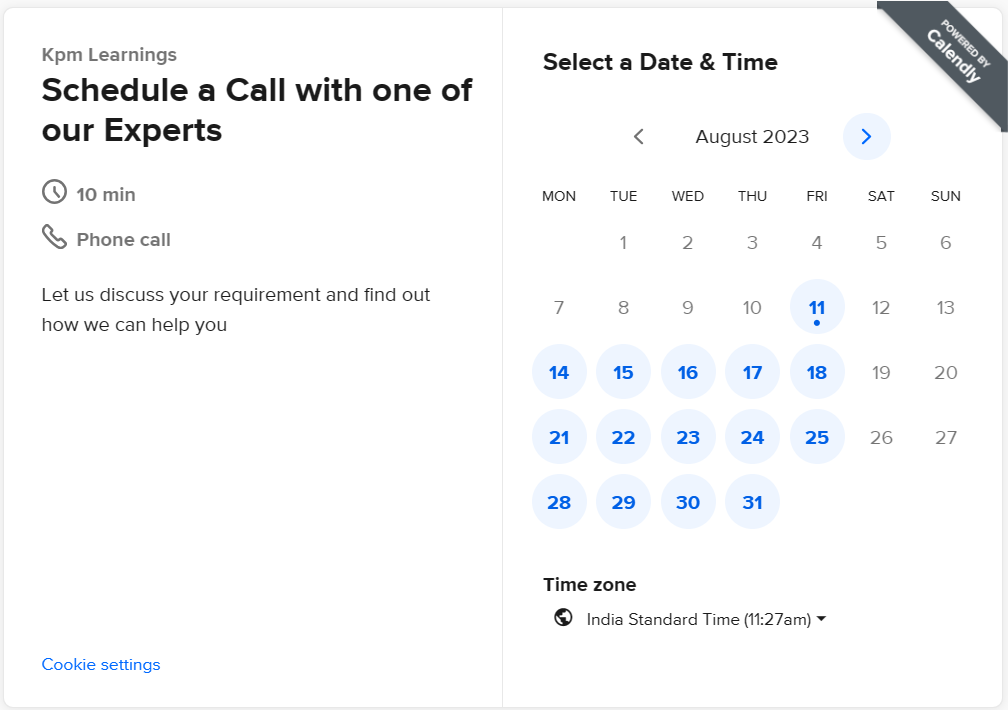 Kpm Learnings
Schedule a Call with one of
our Experts
10 min
Phone call
Let us discuss your requirement and find out
how we can help you
Cookie settings
Select a Date & Time
POWERED BY
Calendly
August 2023
MON TUE WED THU FRI SAT SUN
1 2 3 4 5 6
7 8 9 10 11 12 13
14 15 16 17 18 19 20
21 22 23 24 25 26 27
28 29 30 31
Time zone
India Standard Time (11:27am)